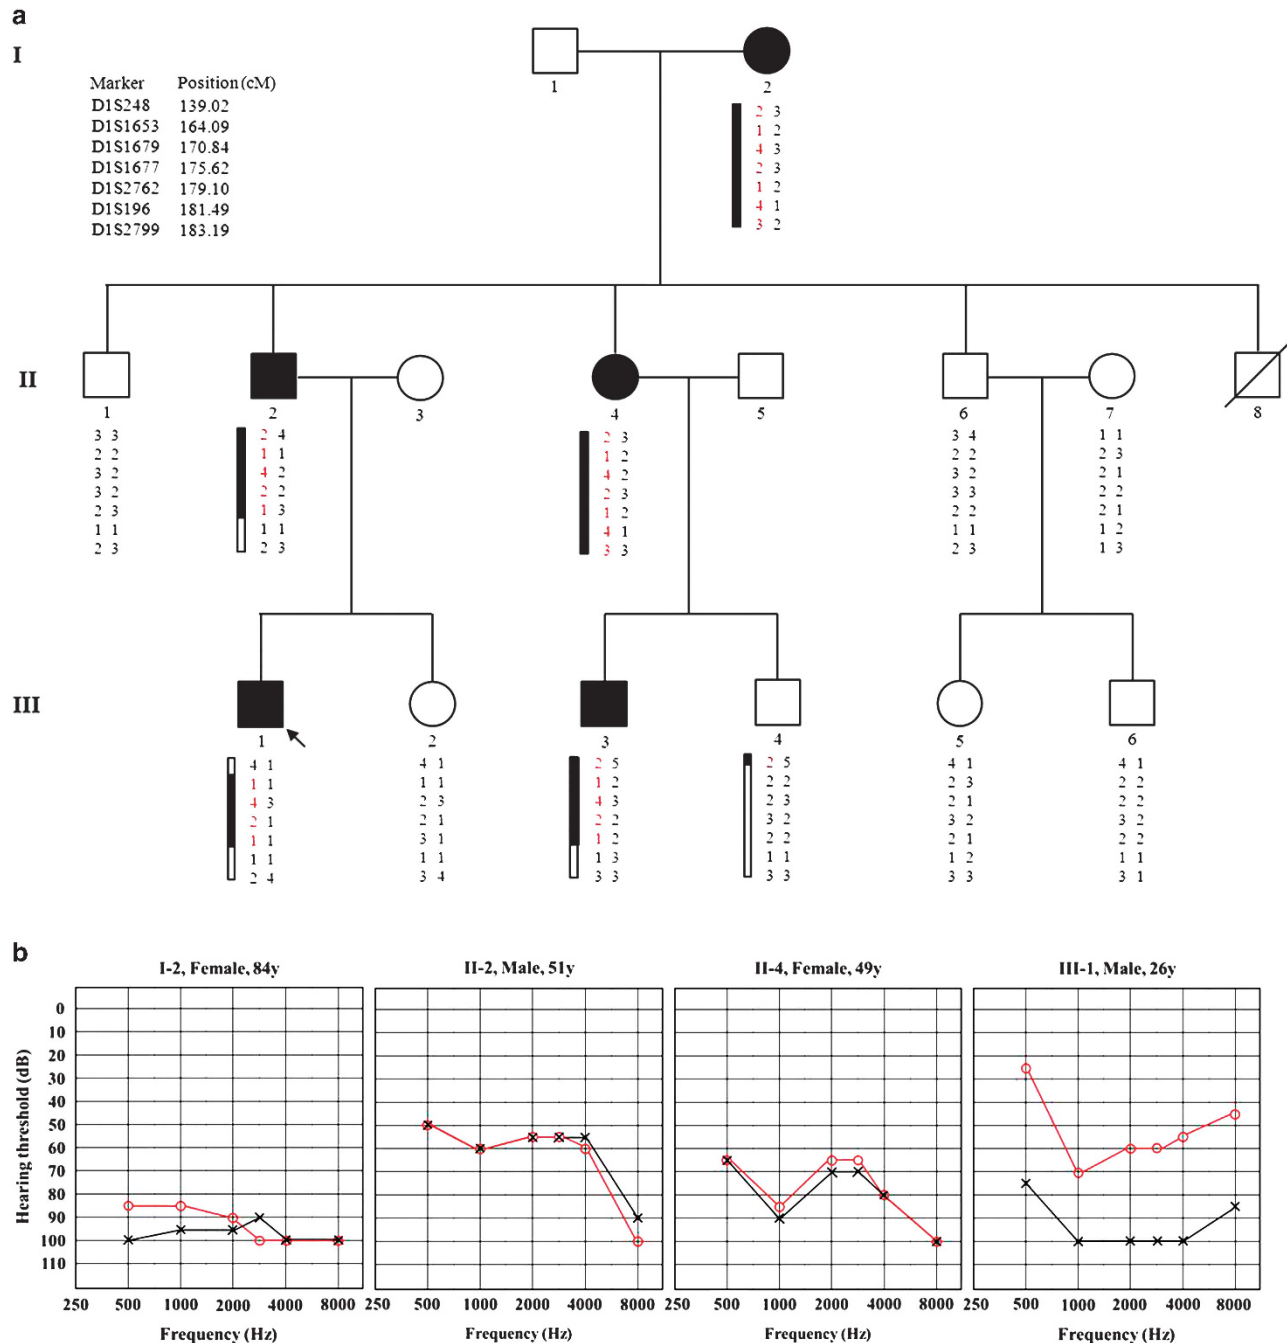 a
I
Marker Position(cM)
D1S248 139.02
D1S1653 164.09
D1S1679 170.84
D1S1677 175.62
D1S2762 179.10
D1S196 181.49
D1S2799 183.19
1 2
2 3
1 2
4 3
2 3
1 2
4 1
3 2
II
1 2 3 4 5 6 7 8
3 3 2 4 2 3 3 4 1 1
2 2 1 1 1 2 2 2 2 3
3 2 4 2 4 2 3 2 2 1
3 2 2 2 2 3 3 3 2 2
2 3 1 3 1 2 2 2 2 1
1 1 1 1 4 1 1 1 1 2
2 3 2 3 3 3 2 3 1 3
III
1 2 3 4 5 6
4 1 4 1 2 5 2 5 4 1 4 1
1 1 1 1 1 2 2 2 2 3 2 2
4 3 2 3 4 3 2 3 2 1 2 2
2 1 2 1 2 2 3 2 3 2 3 2
1 1 3 1 1 2 2 2 2 1 2 2
1 1 1 1 1 3 1 1 1 2 1 1
2 4 3 4 3 3 3 3 3 3 3 1
b
I-2, Female, 84y II-2, Male, 51y II-4, Female, 49y III-1, Male, 26y
Hearing threshold (dB)
0
10
20
30
40
50
60
70
80
90
100
110
250 500 1000 2000 4000 8000 250 500 1000 2000 4000 8000 250 500 1000 2000 4000 8000 250 500 1000 2000 4000 8000
Frequency (Hz) Frequency (Hz) Frequency (Hz) Frequency (Hz)